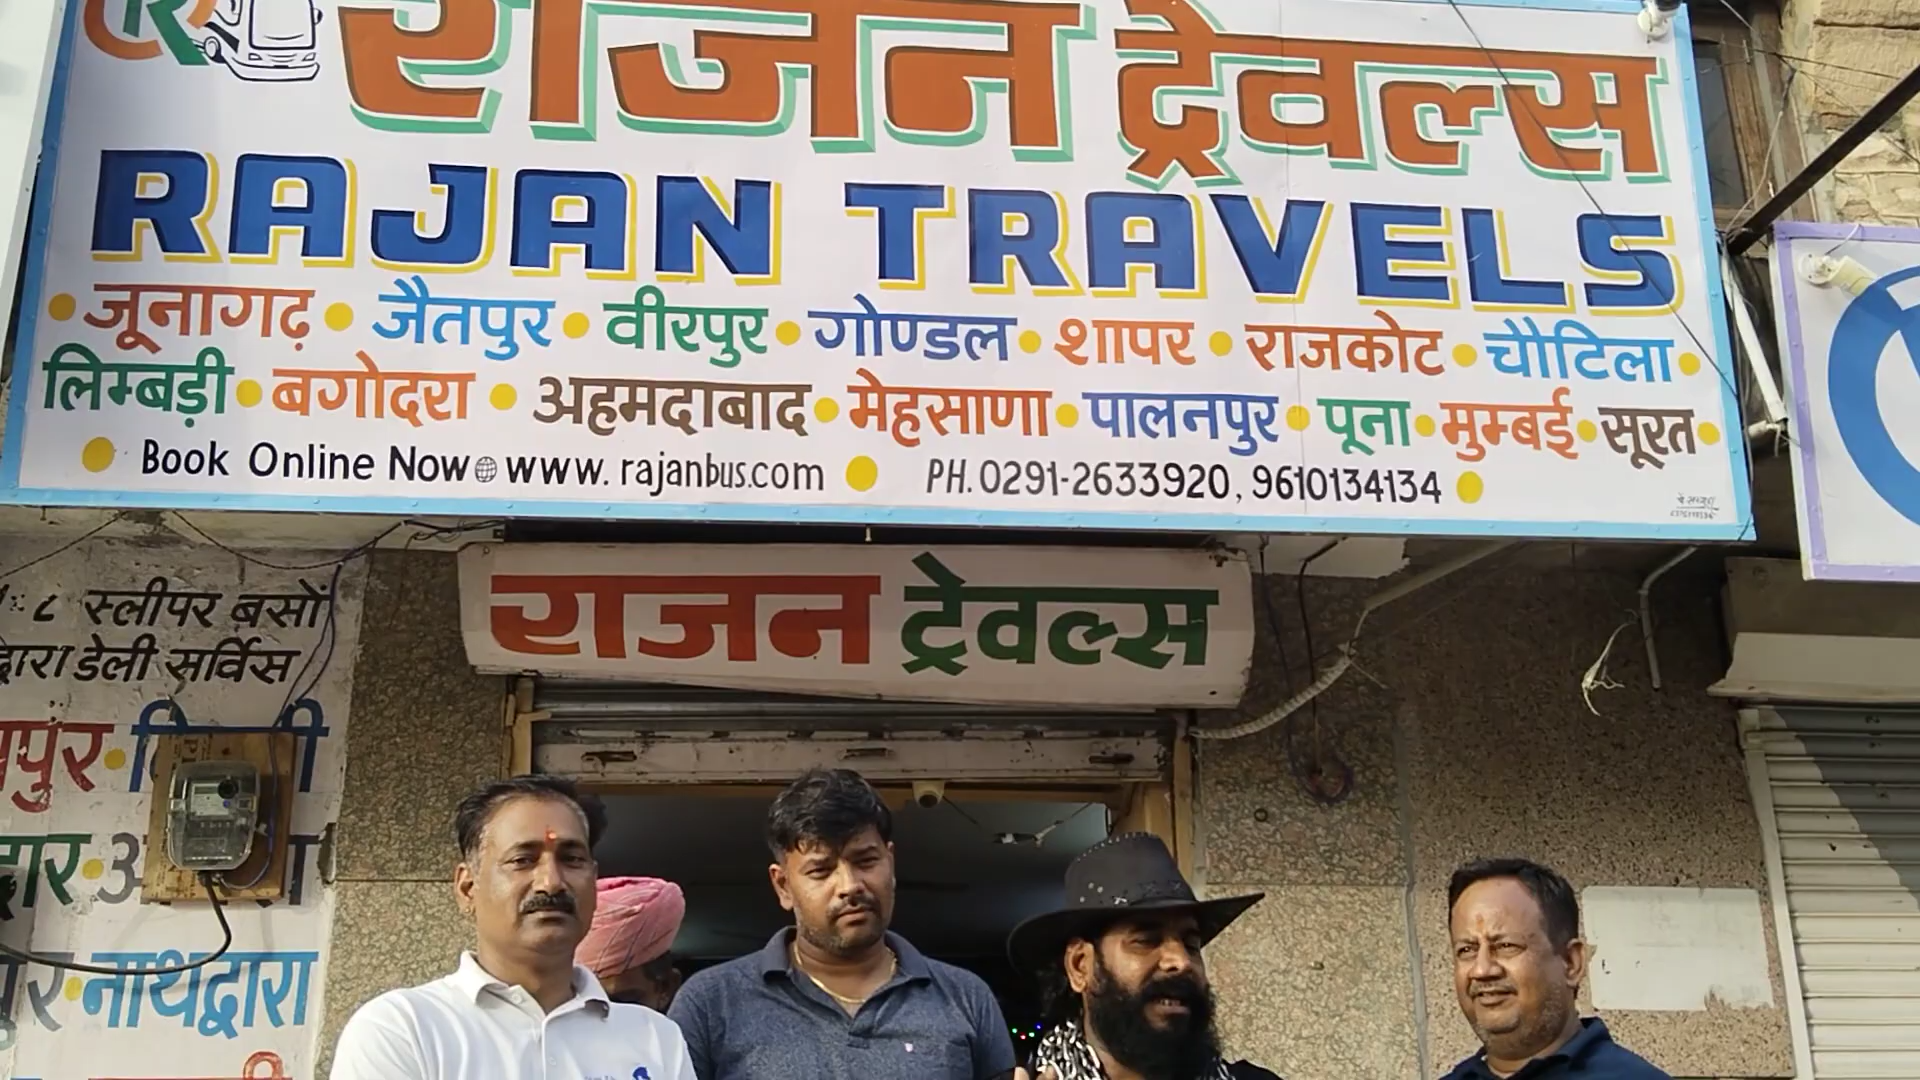 राजन ट्रेवल्स
RAJAN TRAVELS
• जूनागढ़ • जैतपुर • वीरपुर • गोण्डल • शापर • राजकोट • चौटिला •
लिम्बड़ी • बगोदरा • अहमदाबाद • मेहसाणा • पालनपुर • पूना • मुम्बई • सूरत •
• Book Online Now www.rajanbus.com • PH. 0291-2633920, 9610134134 •
राजन ट्रेवल्स
८ स्लीपर बसों
द्वारा डेली सर्विस
नाथद्वारा